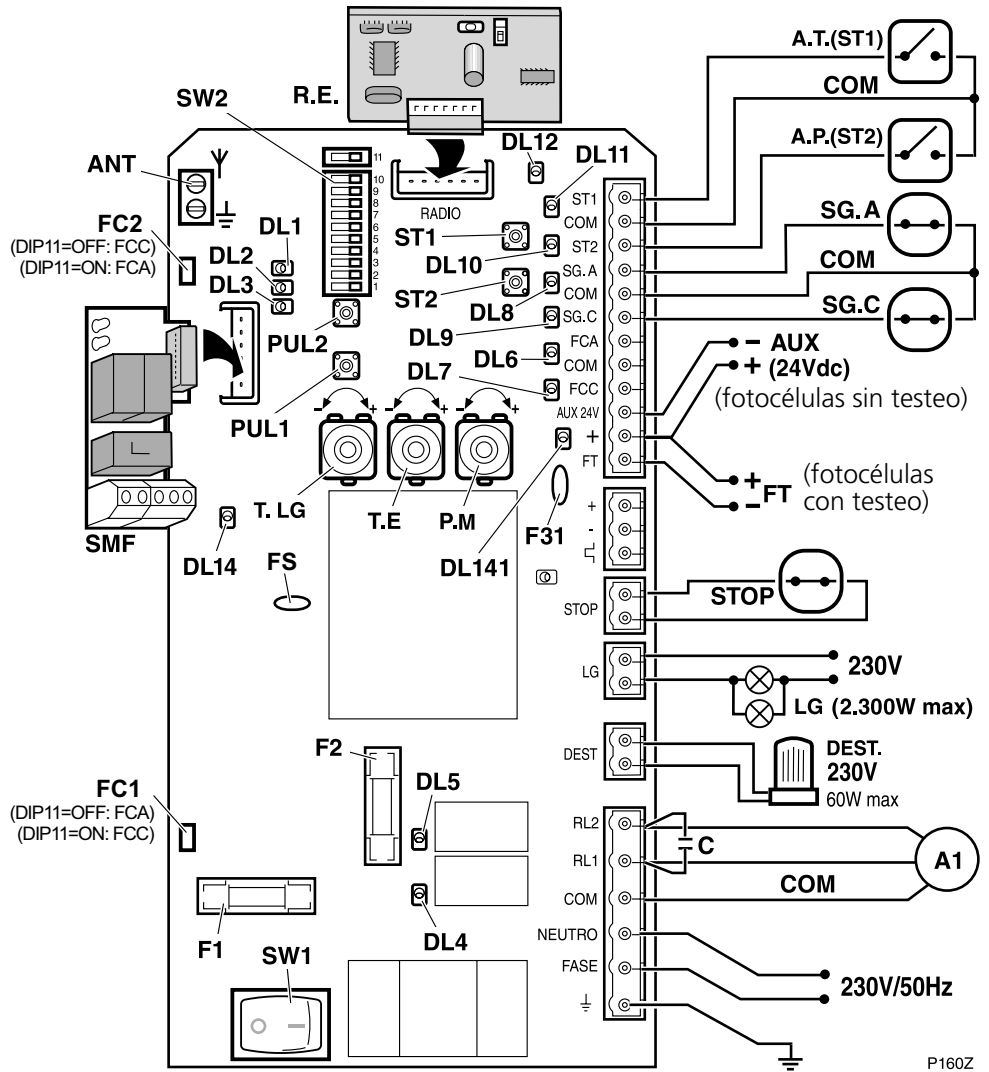 A.T.(ST1)
COM
A.P.(ST2)
SG.A
COM
SG.C
R.E.
SW2
ANT
FC2
(DIP11=OFF: FCC)
(DIP11=ON: FCA)
DL12
DL11
11
10
9
8
7
6
5
4
3
2
1
RADIO
ST1
DL10
ST2
DL8
DL9
DL6
DL7
DL1
DL2
DL3
PUL2
PUL1
ST1
COM
ST2
SG.A
COM
SG.C
FCA
COM
FCC
AUX 24V
+
FT
- AUX
+ (24Vdc)
(fotocélulas sin testeo)
+
FT
-
(fotocélulas
con testeo)
- +
- +
- +
T. LG
T.E
P.M
F31
DL141
SMF
DL14
FS
+
-
STOP
STOP
LG
230V
LG (2.300W max)
DEST
DEST.
230V
60W max
F2
DL5
DL4
FC1
(DIP11=OFF: FCA)
(DIP11=ON: FCC)
F1
SW1
RL2
RL1
COM
NEUTRO
FASE
C
A1
COM
230V/50Hz
P160Z